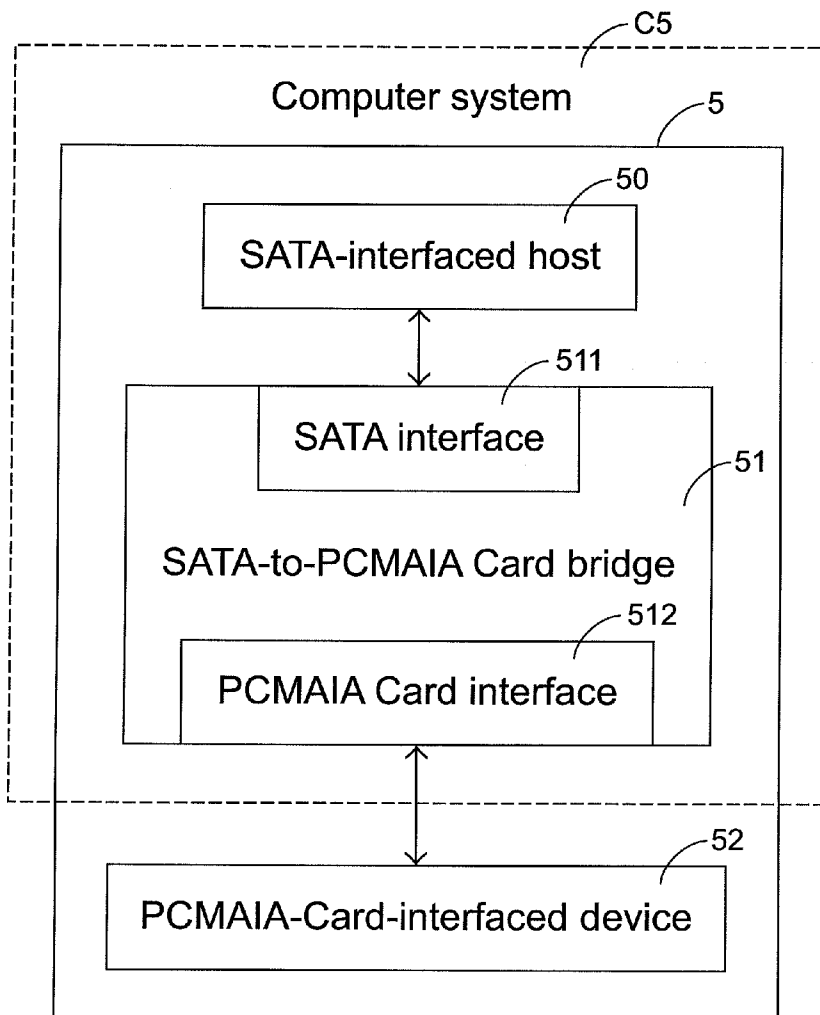 C5
Computer system
5
50
SATA-interfaced host
511
SATA interface
51
SATA-to-PCMAIA Card bridge
512
PCMAIA Card interface
52
PCMAIA-Card-interfaced device